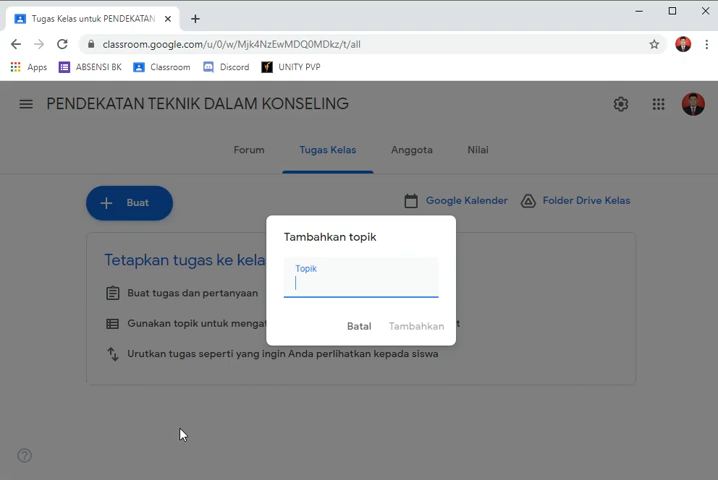 Tugas Kelas untuk PENDEKATAN
classroom.google.com/u/0/w/Mjk4NzEwMDQ0MDkz/t/all
Apps ABSENSI BK Classroom Discord UNITY PVP
PENDEKATAN TEKNIK DALAM KONSELING
Forum Tugas Kelas Anggota Nilai
Buat Google Kalender Folder Drive Kelas
Tambahkan topik
Tetapkan tugas ke kela
Topik
Buat tugas dan pertanyaan
Gunakan topik untuk mengat
Batal Tambahkan
Urutkan tugas seperti yang ingin Anda perlihatkan kepada siswa